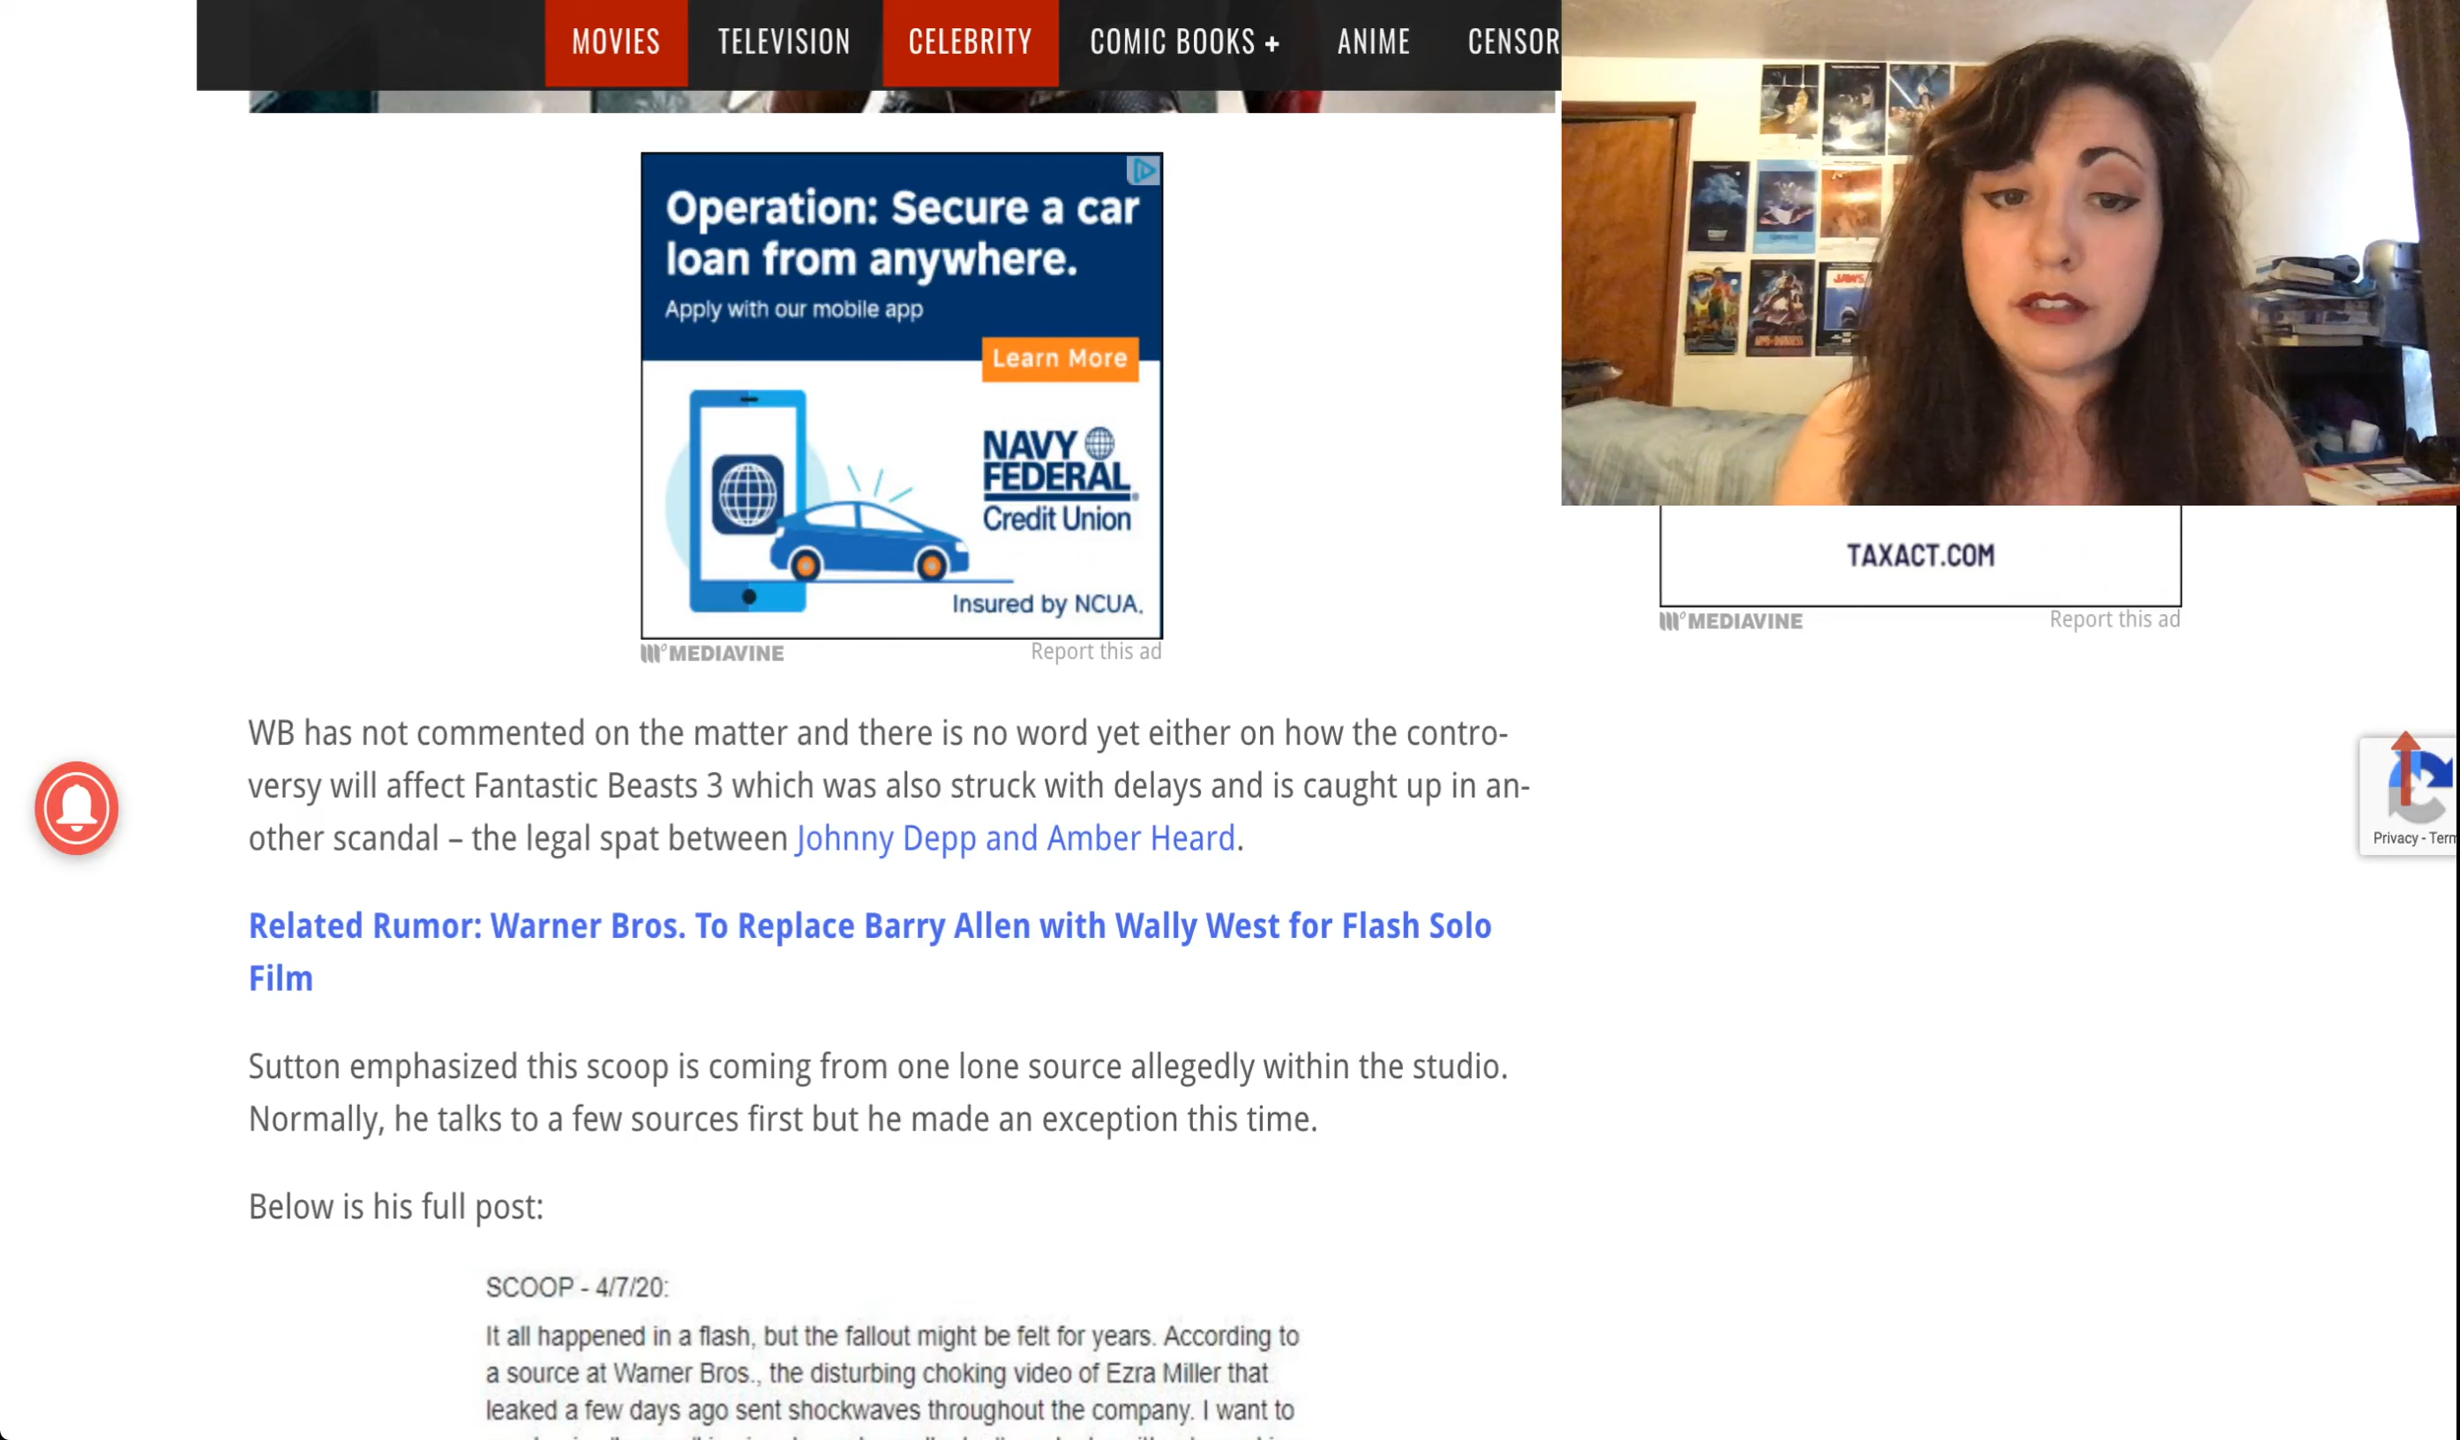 MOVIES TELEVISION CELEBRITY COMIC BOOKS + ANIME CENSOR
Operation: Secure a car
loan from anywhere.
Apply with our mobile app
Learn More
NAVY
FEDERAL
Credit Union
Insured by NCUA.
MEDIAVINE Report this ad
JAWS
TAXACT.COM
MEDIAVINE Report this ad
WB has not commented on the matter and there is no word yet either on how the contro-
versy will affect Fantastic Beasts 3 which was also struck with delays and is caught up in an-
other scandal – the legal spat between Johnny Depp and Amber Heard.
Privacy - Term
Related Rumor: Warner Bros. To Replace Barry Allen with Wally West for Flash Solo
Film
Sutton emphasized this scoop is coming from one lone source allegedly within the studio.
Normally, he talks to a few sources first but he made an exception this time.
Below is his full post:
SCOOP - 4/7/20:
It all happened in a flash, but the fallout might be felt for years. According to
a source at Warner Bros., the disturbing choking video of Ezra Miller that
leaked a few days ago sent shockwaves throughout the company. I want to